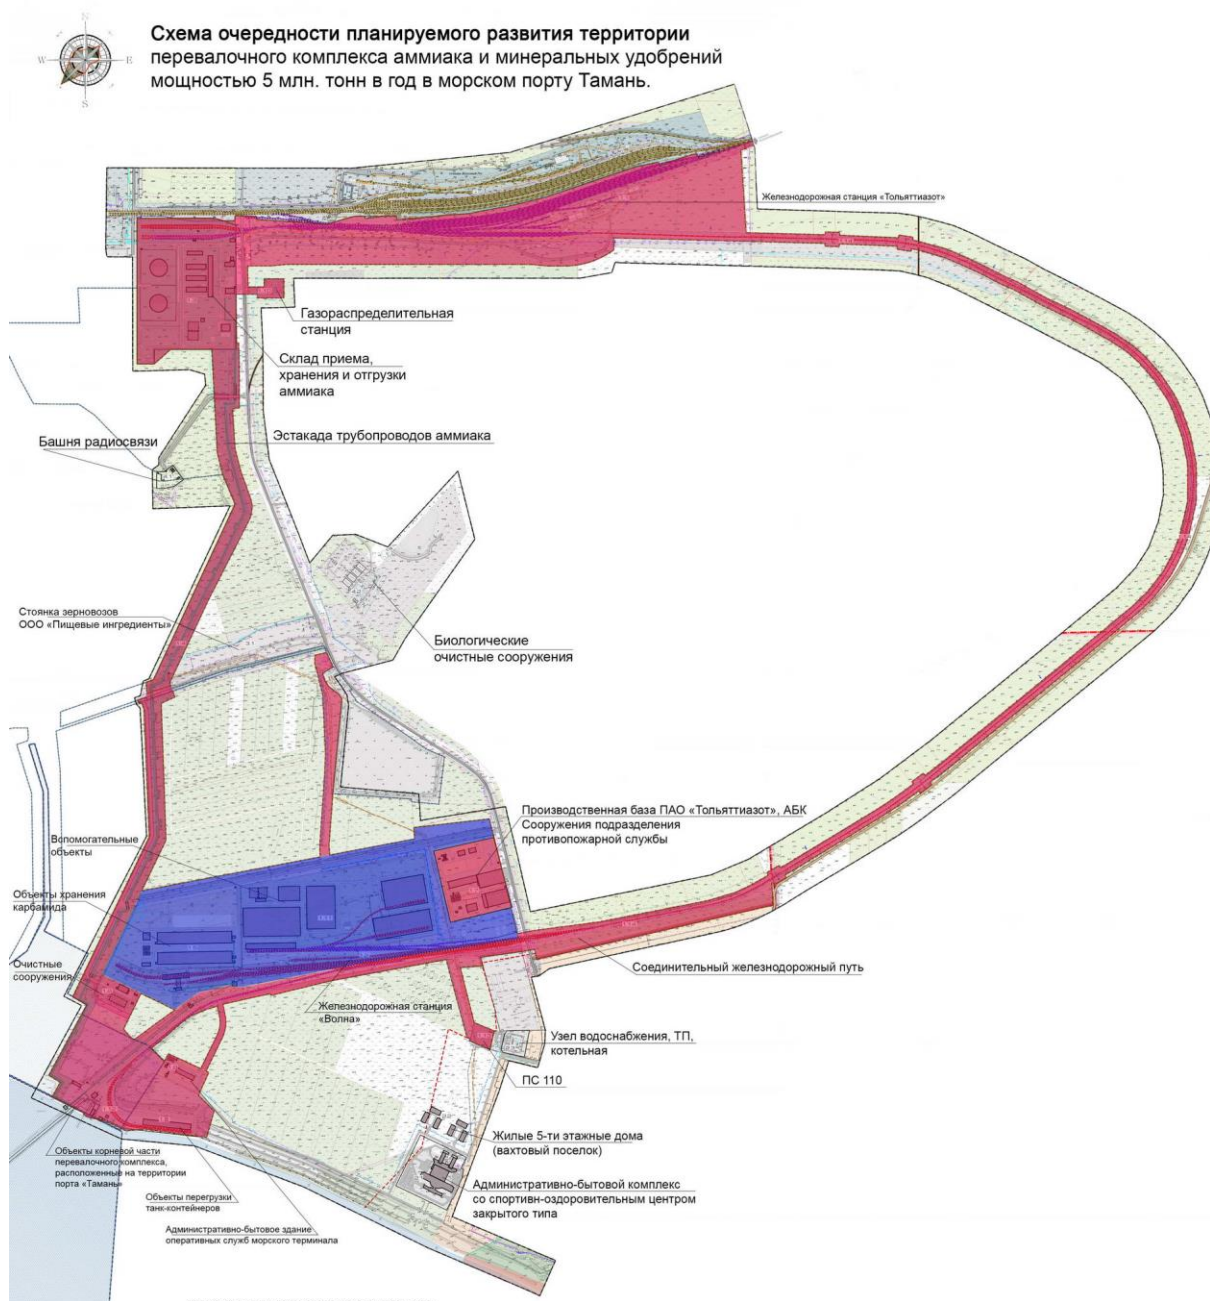 N
W
E
S
Схема очередности планируемого развития территории
перевалочного комплекса аммиака и минеральных удобрений
мощностью 5 млн. тонн в год в морском порту Тамань.
Железнодорожная станция «Тольяттиазот»
Газораспределительная
станция
Склад приема,
хранения и отгрузки
аммиака
Башня радиосвязи
Эстакада трубопроводов аммиака
Стоянка зерновозов
ООО «Пищевые ингредиенты»
Биологические
очистные сооружения
Производственная база ПАО «Тольяттиазот», АБК
Сооружения подразделения
противопожарной службы
Вспомогательные
объекты
Объекты хранения
карбамида
Очистные
сооружения
Соединительный железнодорожный путь
Железнодорожная станция
«Волна»
Узел водоснабжения, ТП,
котельная
ПС 110
Жилые 5-ти этажные дома
(вахтовый поселок)
Объекты корневой части
перевалочного комплекса,
расположенные на территории
порта «Тамань»
Административно-бытовой комплекс
со спортивн-оздоровительным центром
закрытого типа
Объекты перегрузки
танк-контейнеров
Административно-бытовое здание
оперативных служб морского терминала